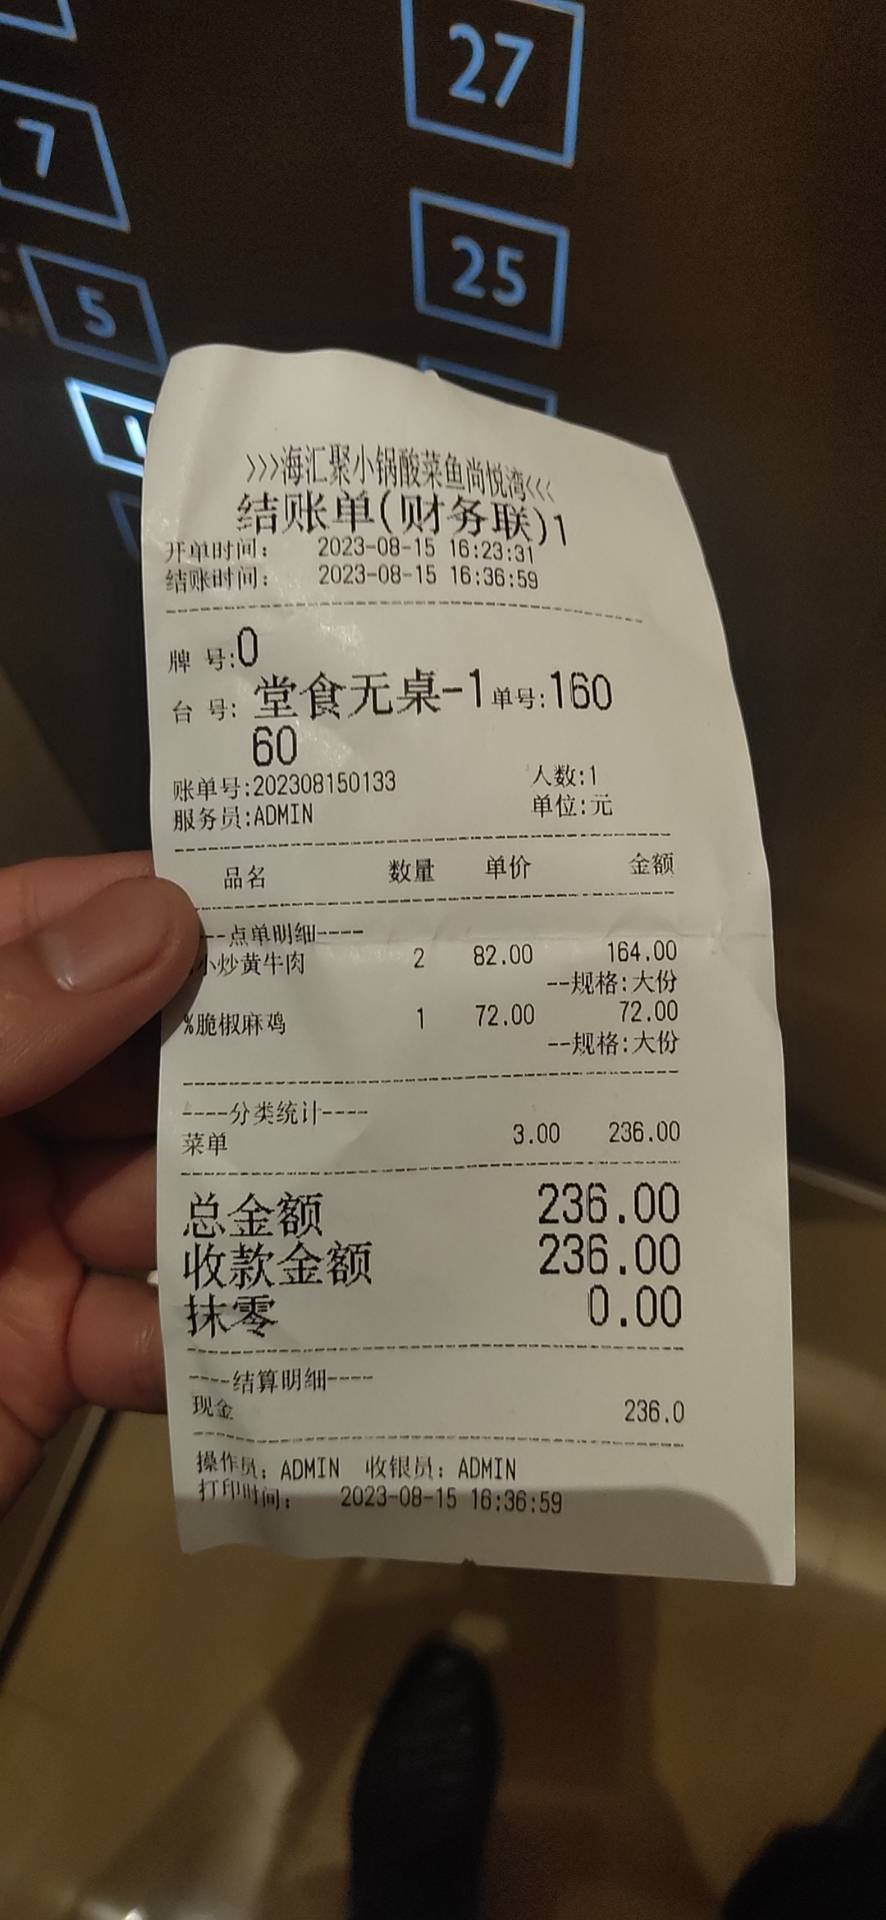 27
7
25
5
1
>>>海汇聚小锅酸菜鱼尚悦湾<<<
结账单(财务联)1
开单时间: 2023-08-15 16:23:31
结账时间: 2023-08-15 16:36:59
牌 号:0
台 号: 堂食无桌-1 单号:160
60
账单号:202308150133 人数:1
服务员:ADMIN 单位:元
品名 数量 单价 金额
--点单明细----
小炒黄牛肉 2 82.00 164.00
--规格:大份
%脆椒麻鸡 1 72.00 72.00
--规格:大份
----分类统计----
菜单 3.00 236.00
总金额 236.00
收款金额 236.00
抹零 0.00
----结算明细----
现金 236.0
操作员: ADMIN 收银员: ADMIN
打印时间: 2023-08-15 16:36:59